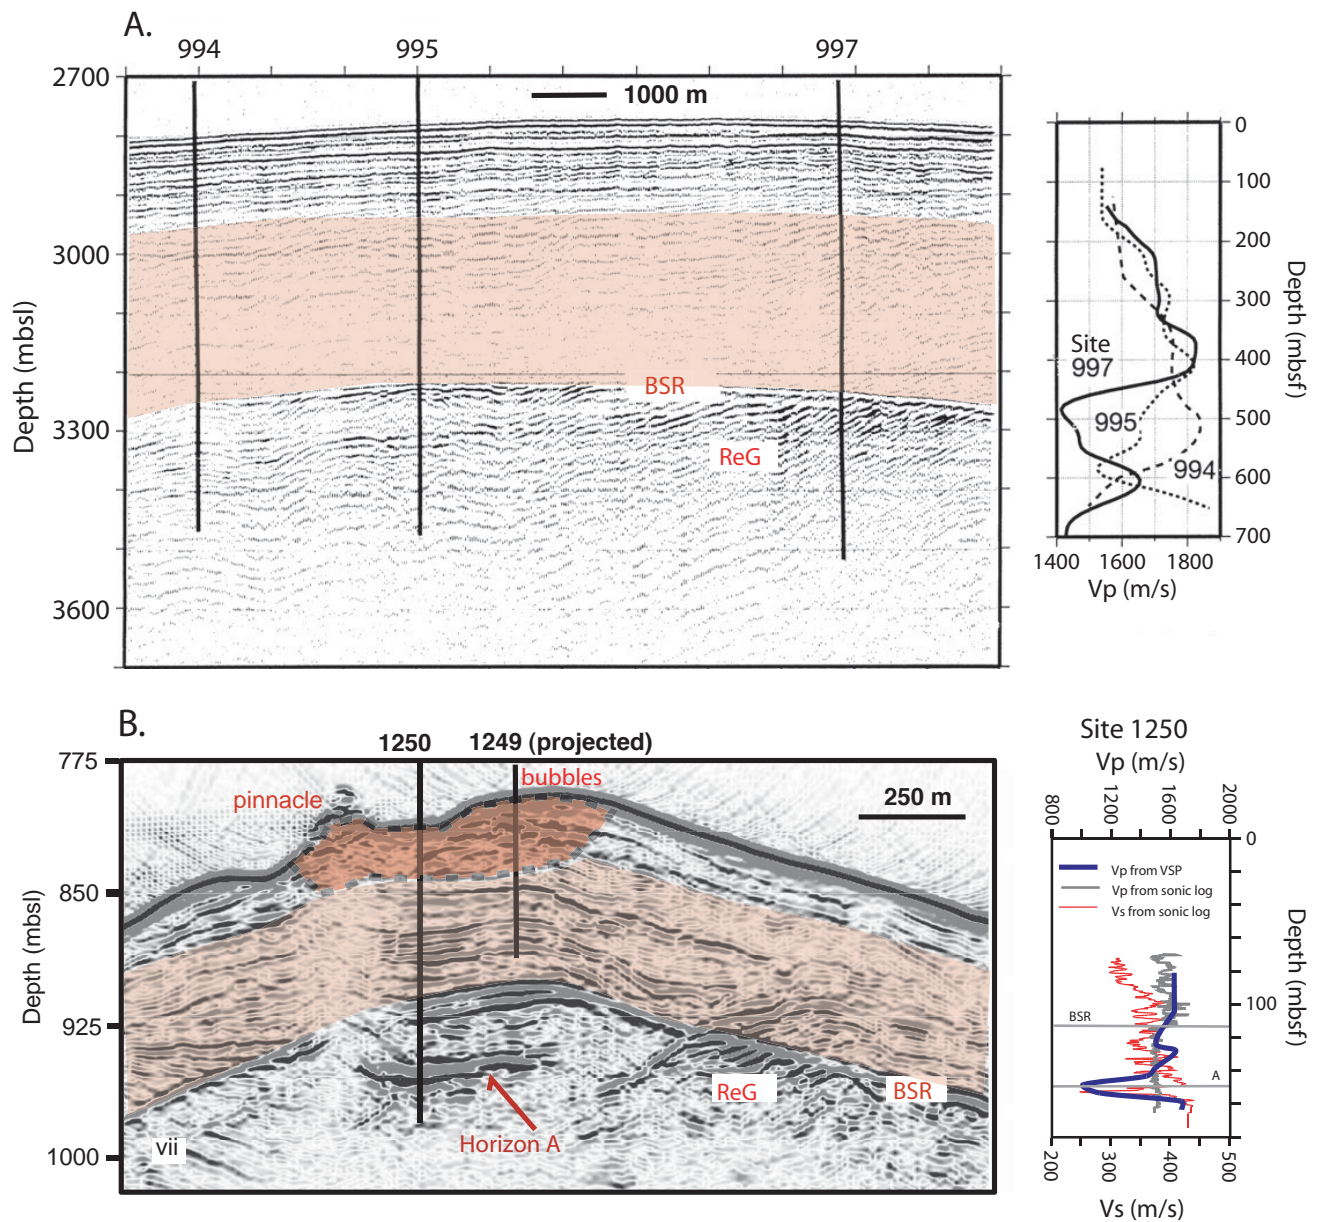 A.
994 995 997
2700
3000
3300
3600
Depth (mbsl)
1000 m
BSR
ReG
0
100
200
300
400
500
600
700
Depth (mbsf)
Site
997
995
994
1400 1600 1800
Vp (m/s)
B.
1250 1249 (projected)
775
850
925
1000
Depth (mbsl)
pinnacle
bubbles
250 m
ReG
BSR
Horizon A
vii
Site 1250
Vp (m/s)
800 1200 1600 2000
0
100
Depth (mbsf)
Vp from VSP
Vp from sonic log
Vs from sonic log
BSR
A
200 300 400 500
Vs (m/s)